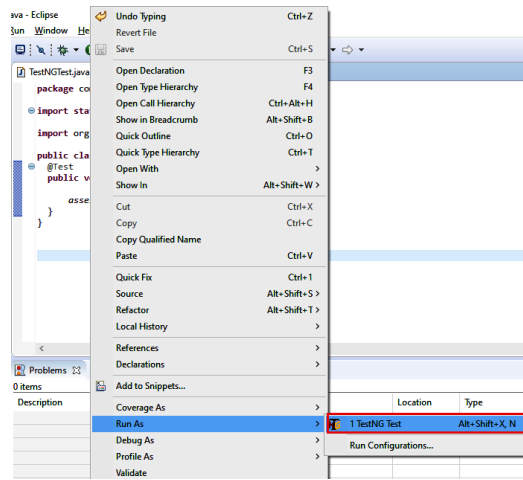 ava - Eclipse
Run Window He
TestNGTest.java
package co
import sta
import org
public cla
@Test
public v
asse
}
}
Undo Typing Ctrl+Z
Revert File
Save Ctrl+S
Open Declaration F3
Open Type Hierarchy F4
Open Call Hierarchy Ctrl+Alt+H
Show in Breadcrumb Alt+Shift+B
Quick Outline Ctrl+O
Quick Type Hierarchy Ctrl+T
Open With >
Show In Alt+Shift+W >
Cut Ctrl+X
Copy Ctrl+C
Copy Qualified Name
Paste Ctrl+V
Quick Fix Ctrl+1
Source Alt+Shift+S >
Refactor Alt+Shift+T >
Local History >
References >
Declarations >
Add to Snippets...
Coverage As >
Run As >
Debug As >
Profile As >
Validate
1 TestNG Test Alt+Shift+X, N
Run Configurations...
Problems
0 items
Description Location Type